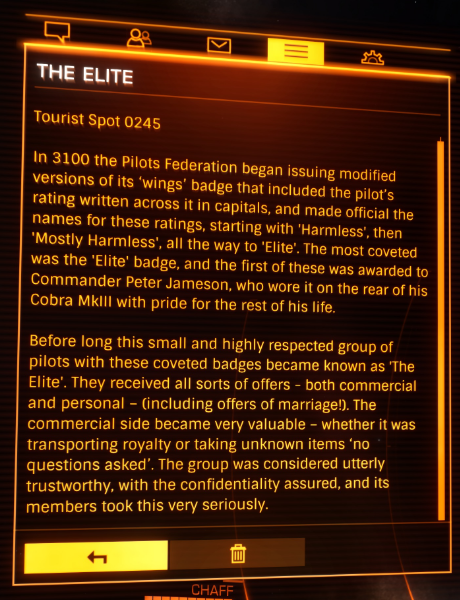 THE ELITE
Tourist Spot 0245
In 3100 the Pilots Federation began issuing modified
versions of its 'wings' badge that included the pilot's
rating written across it in capitals, and made official the
names for these ratings, starting with 'Harmless', then
'Mostly Harmless', all the way to 'Elite'. The most coveted
was the 'Elite' badge, and the first of these was awarded to
Commander Peter Jameson, who wore it on the rear of his
Cobra MkIII with pride for the rest of his life.
Before long this small and highly respected group of
pilots with these coveted badges became known as 'The
Elite'. They received all sorts of offers - both commercial
and personal – (including offers of marriage!). The
commercial side became very valuable – whether it was
transporting royalty or taking unknown items 'no
questions asked'. The group was considered utterly
trustworthy, with the confidentiality assured, and its
members took this very seriously.
CHAFF